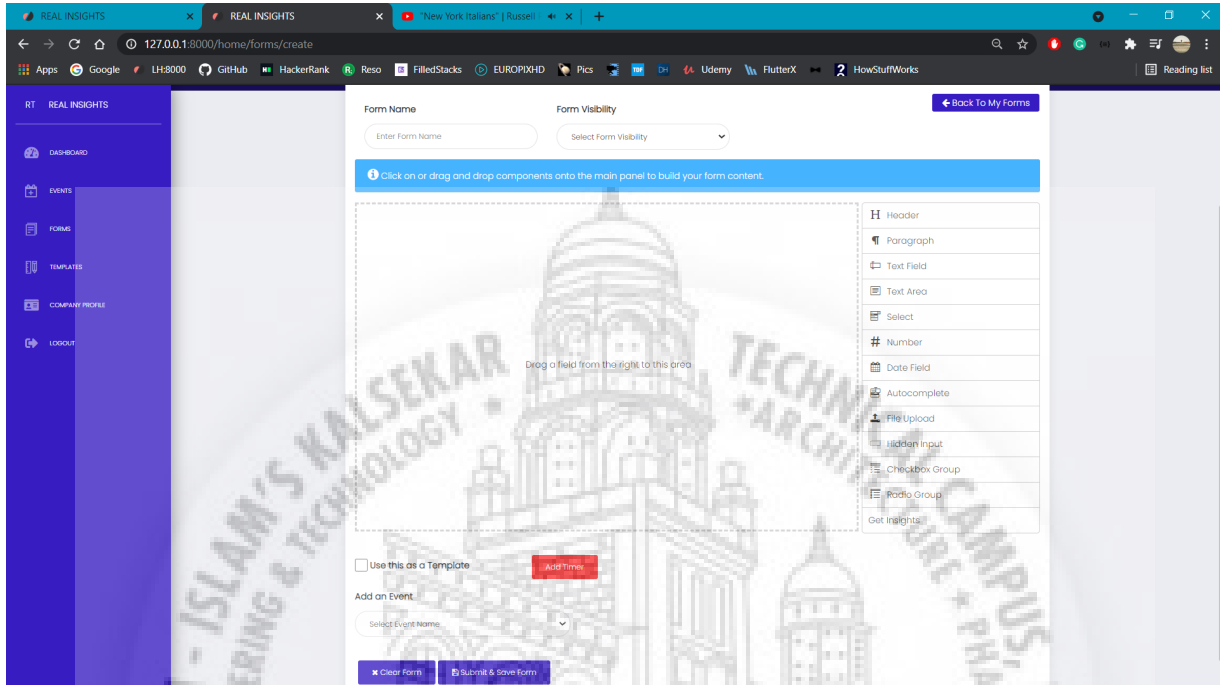 REAL INSIGHTS
REAL INSIGHTS
"New York Italians" | Russell
127.0.0.1:8000/home/forms/create
Apps Google LH:8000 GitHub HackerRank Reso FilledStacks EUROPIXHD Pics Udemy FlutterX HowStuffWorks Reading list
RT REAL INSIGHTS
DASHBOARD
EVENTS
FORMS
TEMPLATES
COMPANY PROFILE
LOGOUT
Form Name
Form Visibility
Back To My Forms
Enter Form Name
Select Form Visibility
Click on or drag and drop components onto the main panel to build your form content.
Drag a field from the right to this area
Header
Paragraph
Text Field
Text Area
Select
Number
Date Field
Autocomplete
File Upload
Hidden Input
Checkbox Group
Radio Group
Get Insights
Use this as a Template
Add Timer
Add an Event
Select Event Name
Clear Form
Submit & Save Form
ISLAM'S KALSEKAR TECHNICAL CAMPUS